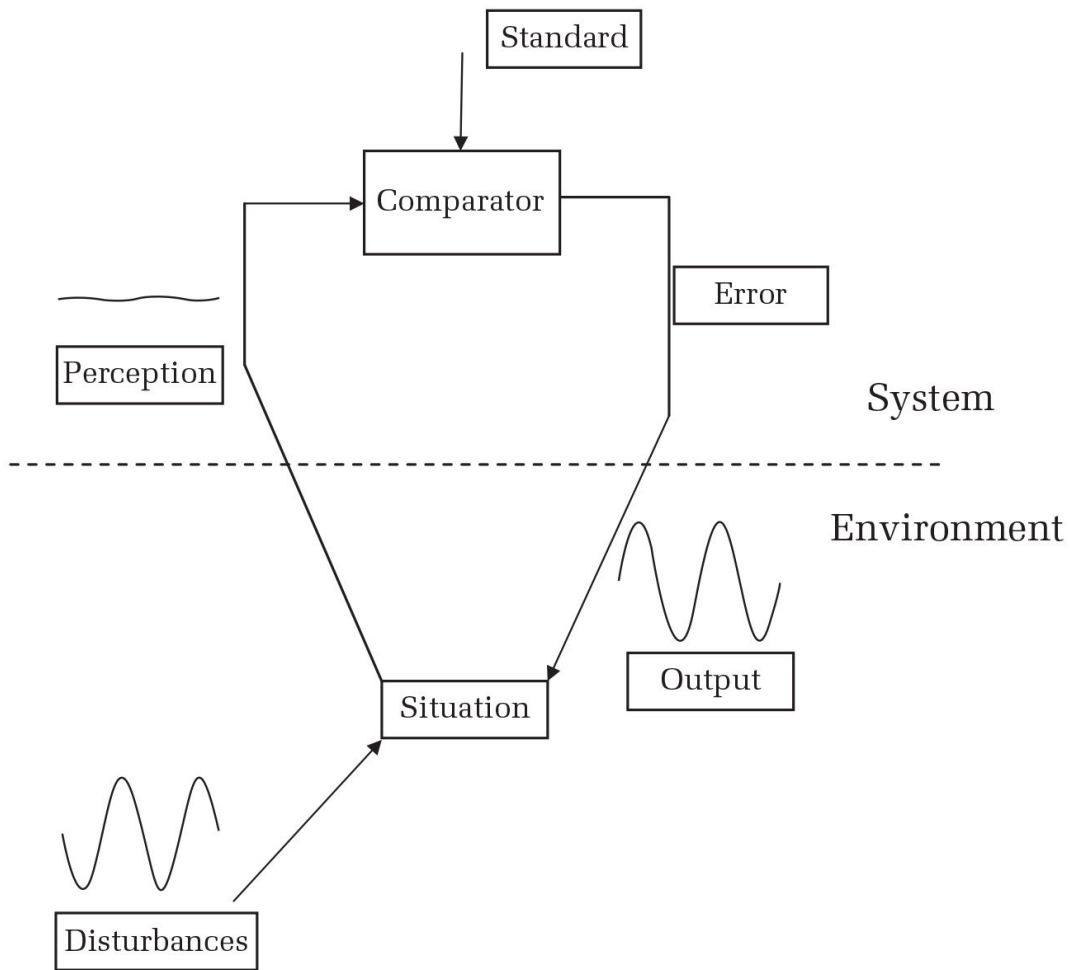 Standard
Comparator
Error
Perception
System
Environment
Output
Situation
Disturbances